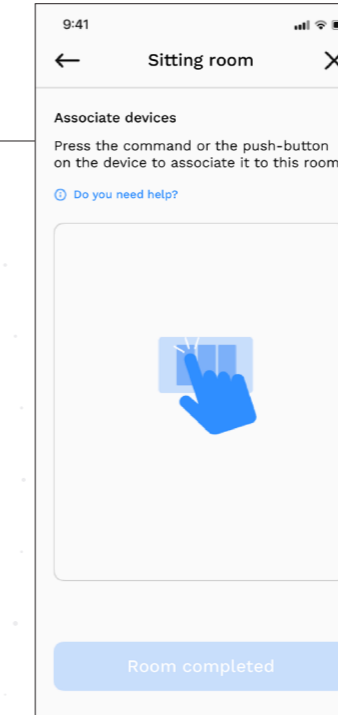 9:41
Sitting room
Associate devices
Press the command or the push-button
on the device to associate it to this room
Do you need help?
Room completed